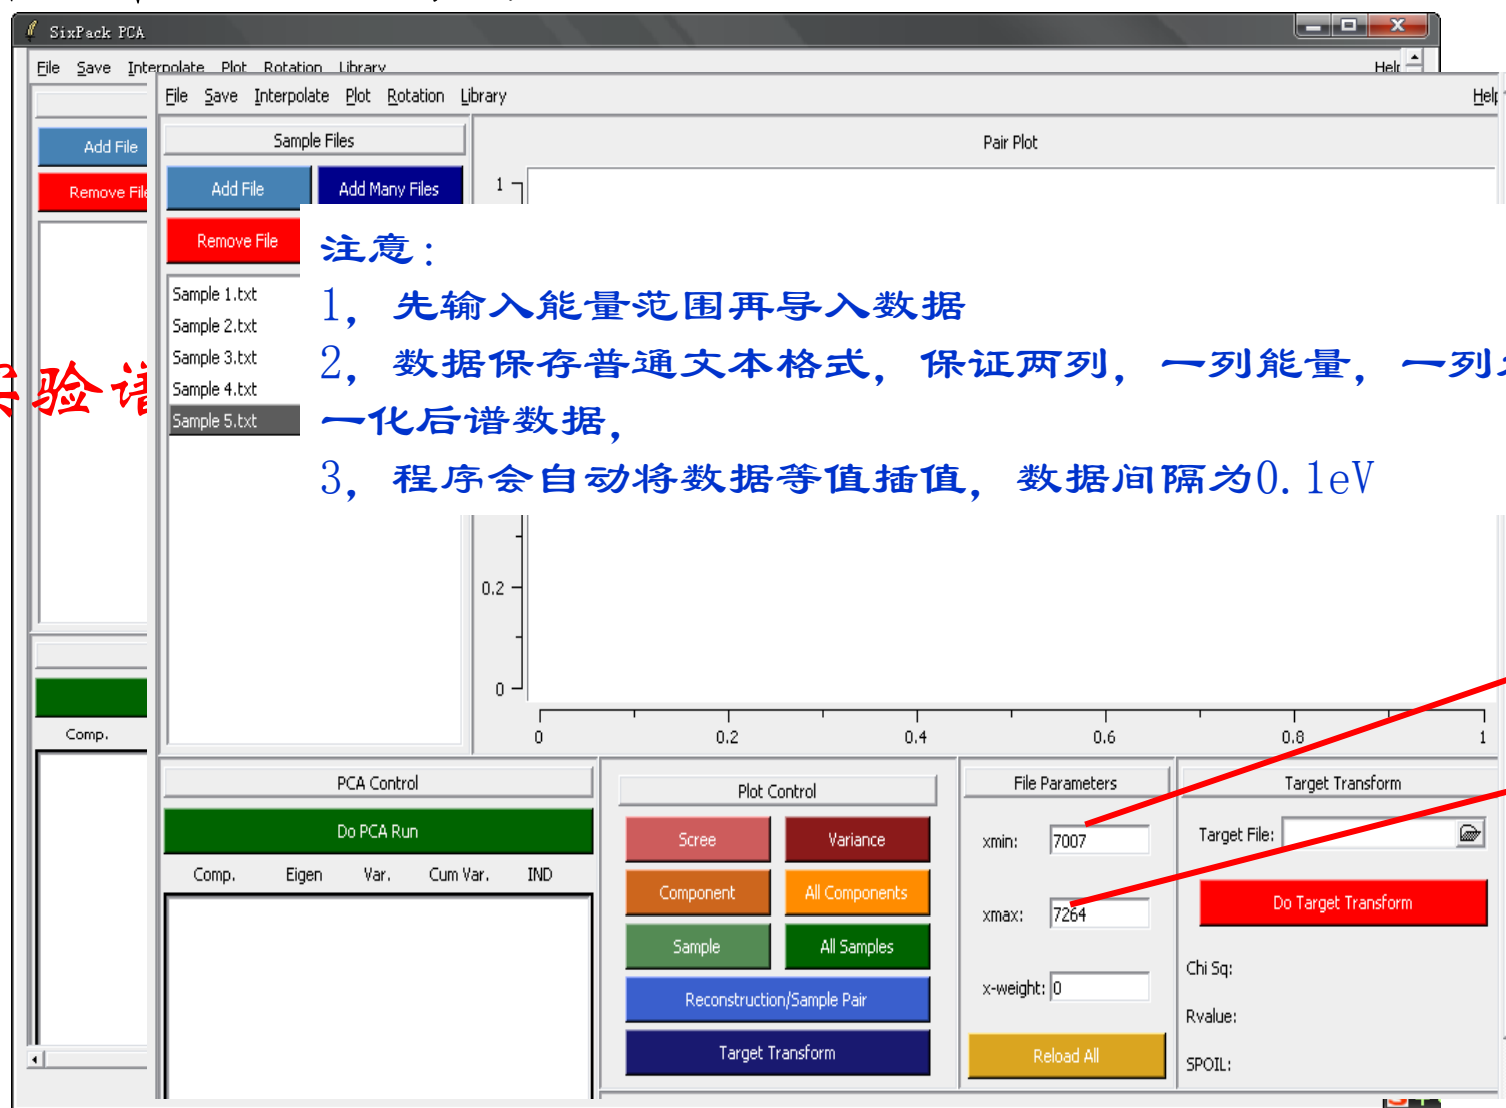 SixPack PCA
File Save Interpolate Plot Rotation Library Help
File Save Interpolate Plot Rotation Library Help
Sample Files
Pair Plot
Add File
Remove File
Add File Add Many Files
Remove File
1
Sample 1.txt
Sample 2.txt
Sample 3.txt
Sample 4.txt
Sample 5.txt
验谱
注意：
1，先输入能量范围再导入数据
2，数据保存普通文本格式，保证两列，一列能量，一列
一化后谱数据，
3，程序会自动将数据等值插值，数据间隔为0.1eV
0.2
0
0 0.2 0.4 0.6 0.8 1
Comp.
PCA Control
Do PCA Run
Comp. Eigen Var. Cum Var. IND
Plot Control
Scree Variance
Component All Components
Sample All Samples
Reconstruction/Sample Pair
Target Transform
File Parameters
xmin: 7007
xmax: 7264
x-weight: 0
Reload All
Target Transform
Target File:
Do Target Transform
Chi Sq:
Rvalue:
SPOIL: